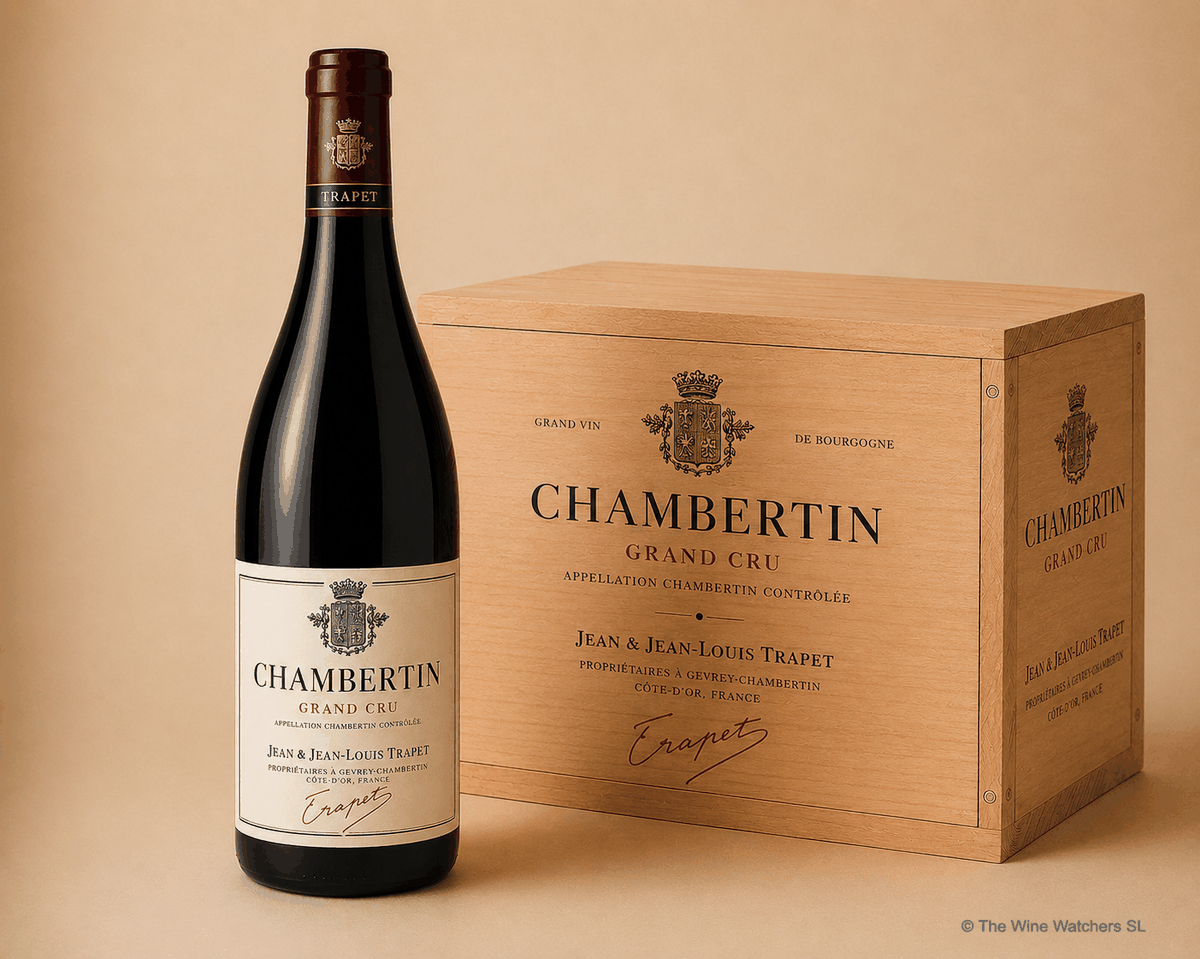 TRAPET
CHAMBERTIN
GRAND CRU
APPELLATION CHAMBERTIN CONTRÔLÉE
JEAN & JEAN-LOUIS TRAPET
PROPRIÉTAIRES À GEVREY-CHAMBERTIN
CÔTE-D'OR, FRANCE
Trapet
GRAND VIN
DE BOURGOGNE
CHAMBERTIN
GRAND CRU
APPELLATION CHAMBERTIN CONTRÔLÉE
JEAN & JEAN-LOUIS TRAPET
PROPRIÉTAIRES À GEVREY-CHAMBERTIN
CÔTE-D'OR, FRANCE
Trapet
CHAMBERTIN
GRAND CRU
JEAN & JEAN-LOUIS TRAPET
PROPRIÉTAIRES À GEVREY-CHAMBERTIN
CÔTE-D'OR, FRANCE
© The Wine Watchers SL